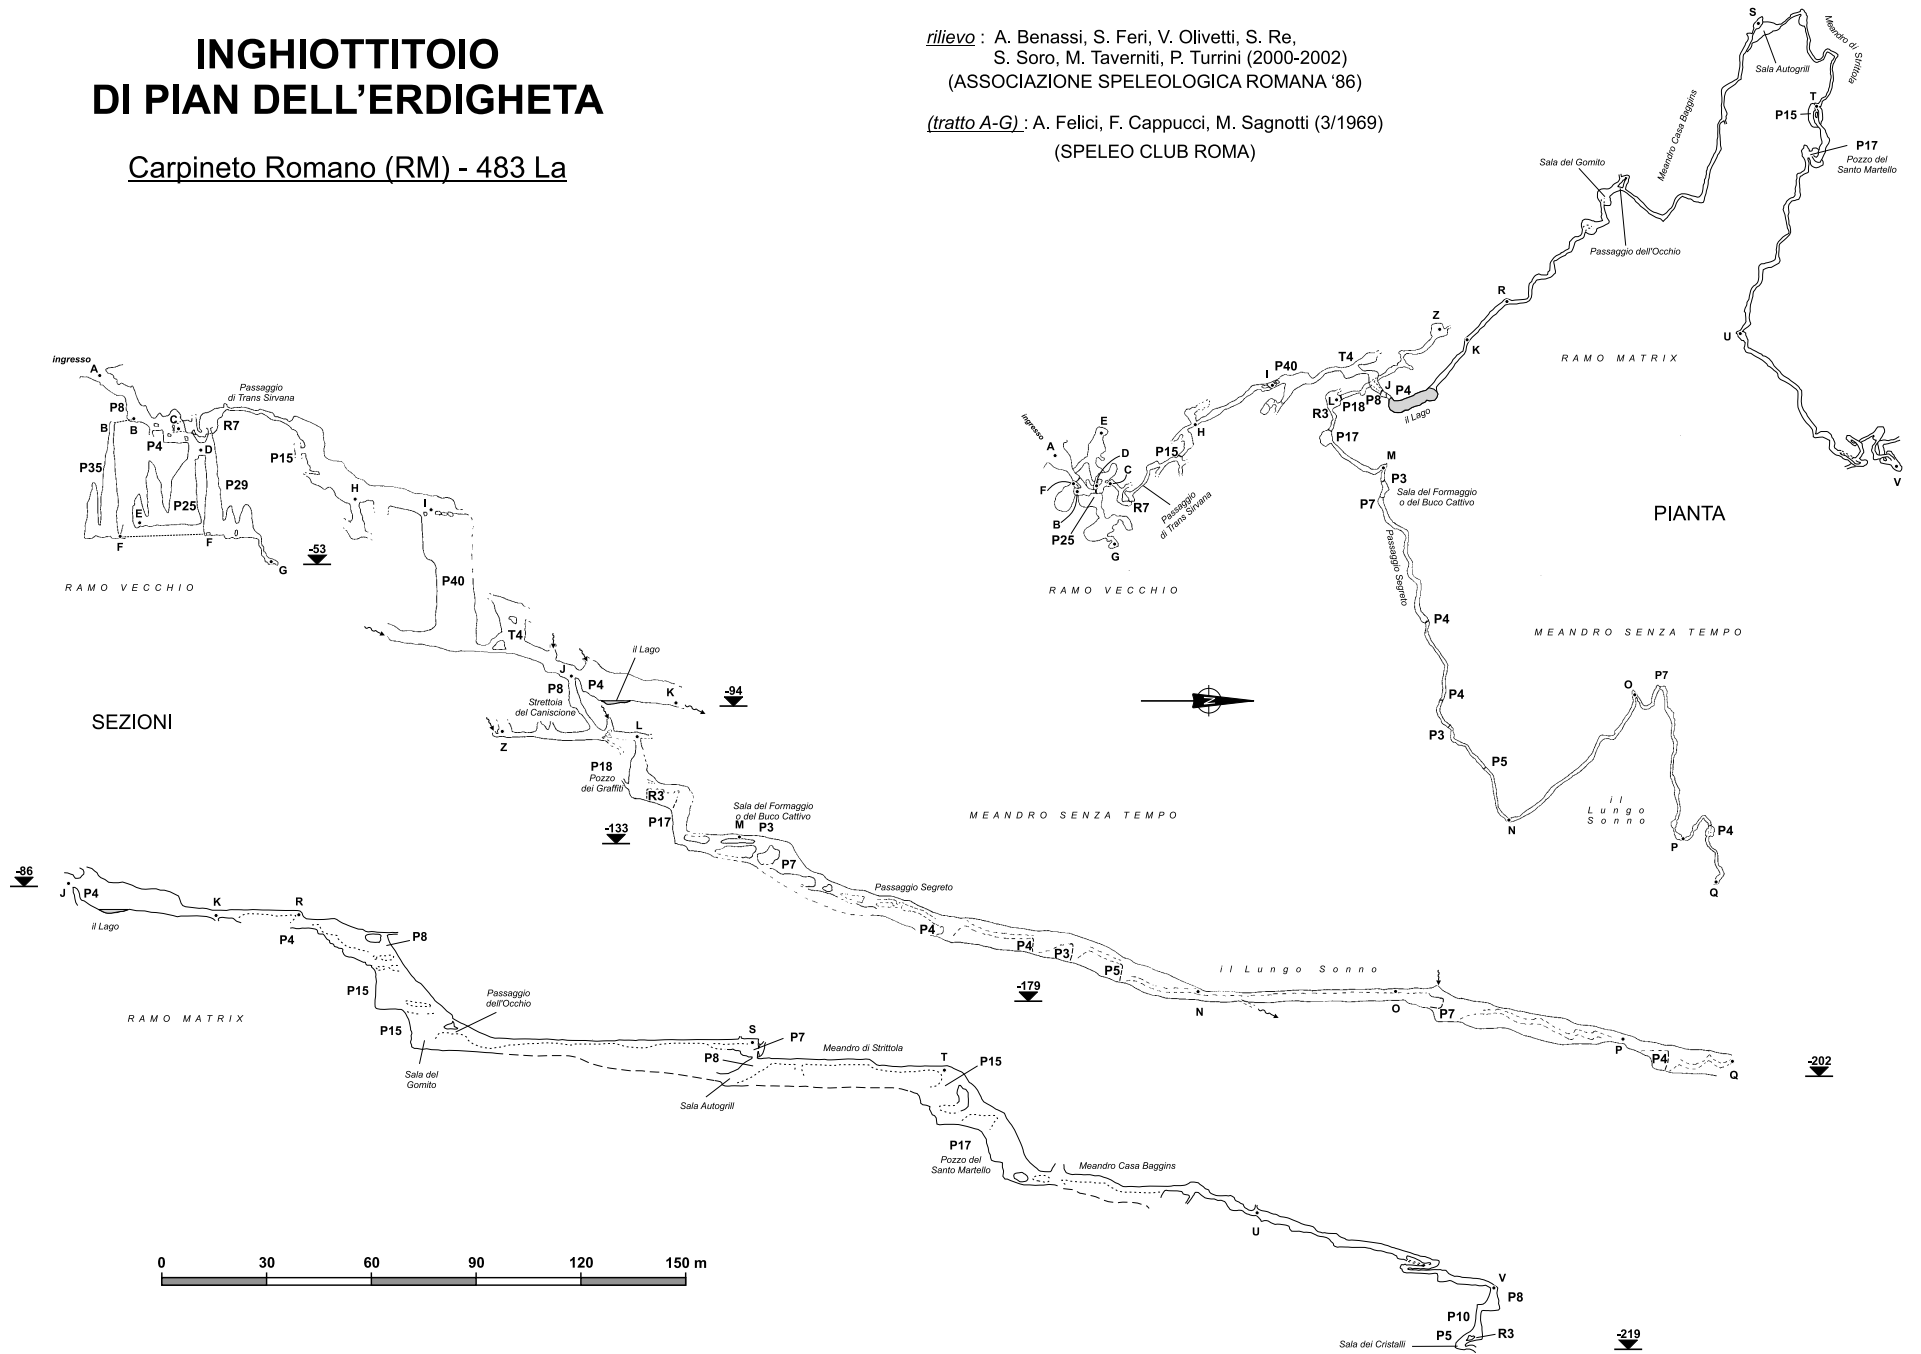 INGHIOTTITOIO
DI PIAN DELL'ERDIGHETA
Carpineto Romano (RM) - 483 La
rilievo : A. Benassi, S. Feri, V. Olivetti, S. Re,
S. Soro, M. Taverniti, P. Turrini (2000-2002)
(ASSOCIAZIONE SPELEOLOGICA ROMANA '86)
(tratto A-G) : A. Felici, F. Cappucci, M. Sagnotti (3/1969)
(SPELEO CLUB ROMA)
S
Sala Autogrill
Meandro di Strittola
T
P15
P17
Pozzo del
Santo Martello
Meandro Casa Baggins
Sala del Gomito
Passaggio dell'Occhio
R
K
Z
U
V
RAMO MATRIX
T4
P40
I
J
P4
L
P18
P8
il Lago
R3
P17
H
P15
ingresso
A
E
D
C
F
B
P25
G
R7
Passaggio
di Trans Sirvana
RAMO VECCHIO
M
P3
P7
Sala del Formaggio
o del Buco Cattivo
Passaggio Segreto
P4
P4
P3
P5
N
O
P7
il
Lungo
Sonno
P
P4
Q
PIANTA
MEANDRO SENZA TEMPO
N
ingresso
A
P8
B
B
C
P4
R7
D
Passaggio
di Trans Sirvana
P15
P35
P25
P29
E
F
F
G
-53
H
I
P40
RAMO VECCHIO
T4
J
P8
P4
il Lago
K
-94
Strettoia
del Caniscione
Z
L
SEZIONI
P18
Pozzo
dei Graffiti
R3
P17
-133
Sala del Formaggio
o del Buco Cattivo
M
P3
P7
MEANDRO SENZA TEMPO
Passaggio Segreto
P4
P4
P3
P5
-179
il Lungo Sonno
N
O
P7
P
P4
Q
-202
-86
J
P4
il Lago
K
R
P4
P8
P15
Passaggio
dell'Occhio
P15
RAMO MATRIX
Sala del
Gomito
S
P7
P8
Sala Autogrill
Meandro di Strittola
T
P15
P17
Pozzo del
Santo Martello
Meandro Casa Baggins
U
V
P8
P10
P5
R3
Sala dei Cristalli
-219
0 30 60 90 120 150 m